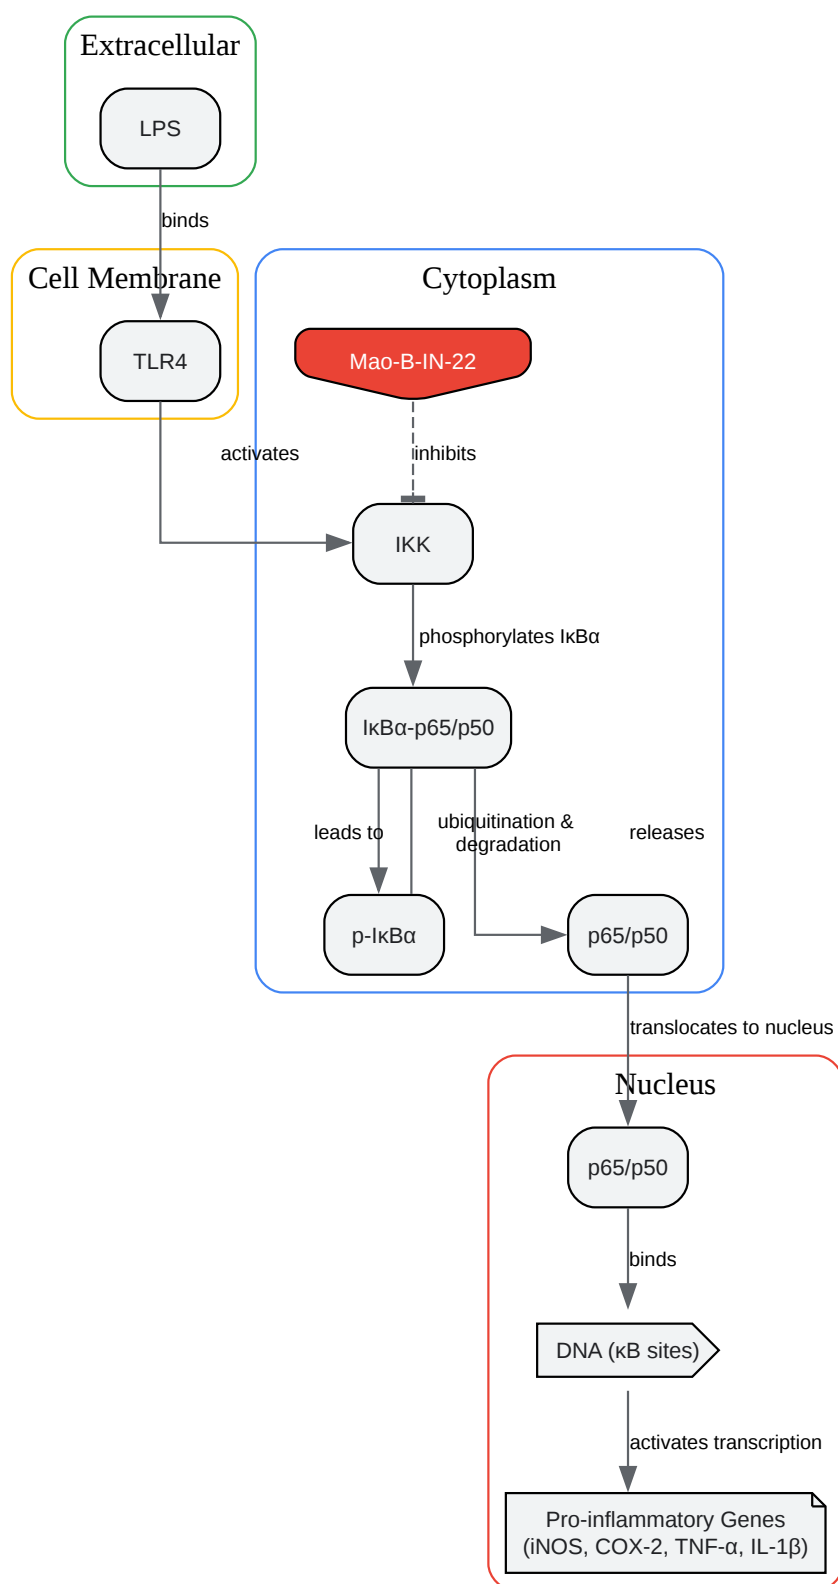 Extracellular
LPS
binds
Cell Membrane
TLR4
Cytoplasm
Mao-B-IN-22
activates
inhibits
IKK
phosphorylates IκBα
IκBα-p65/p50
leads to
ubiquitination &
degradation
releases
p-IκBα
p65/p50
translocates to nucleus
Nucleus
p65/p50
binds
DNA (κB sites)
activates transcription
Pro-inflammatory Genes
(iNOS, COX-2, TNF-α, IL-1β)